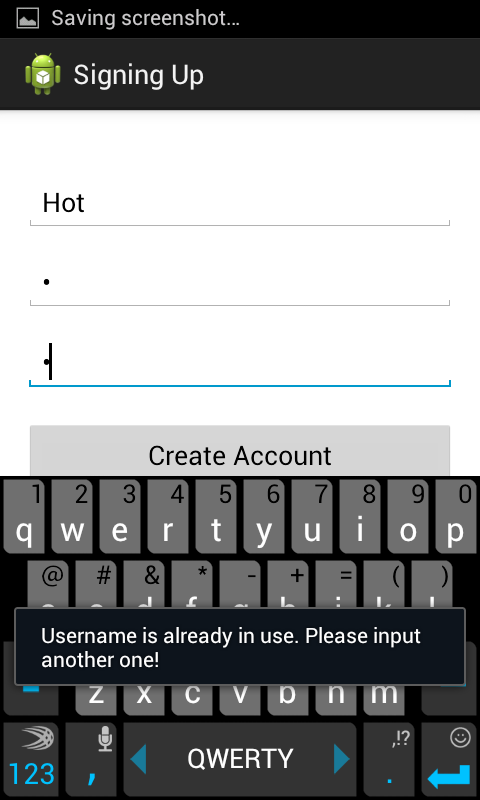 Saving screenshot...
Signing Up
Hot
Create Account
1 2 3 4 5 6 7 8 9 0
q w e r t y u i o p
@ # & * - + = ( )
Username is already in use. Please input
another one!
z x c v b n m
,!?
123 , QWERTY .